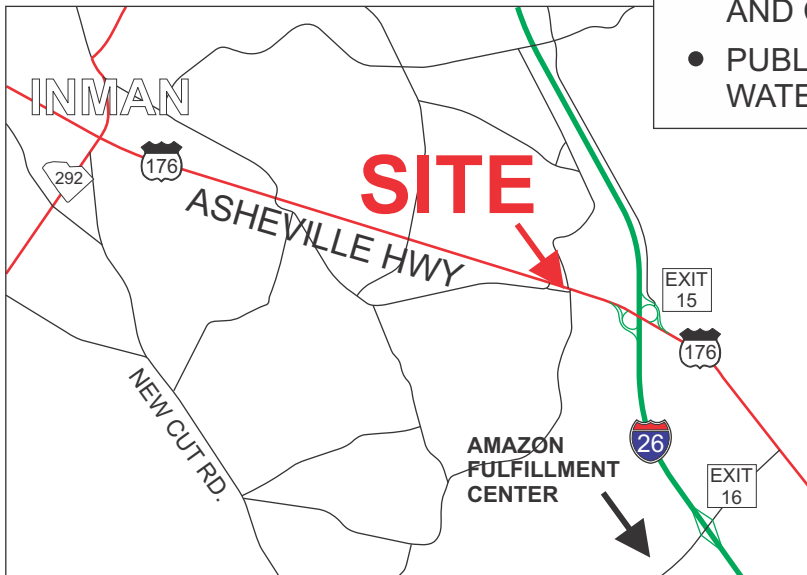 AND
PUBL
WATE
INMAN
292
176
SITE
ASHEVILLE HWY
EXIT
15
176
NEW CUT RD.
26
AMAZON
FULFILLMENT
CENTER
EXIT
16